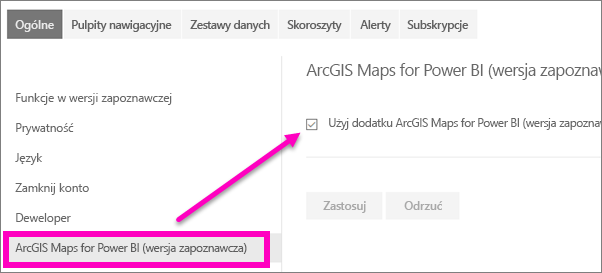 Ogólne Pulpity nawigacyjne Zestawy danych Skoroszyty Alerty Subskrypcje
ArcGIS Maps for Power BI (wersja
Funkcje w wersji zapoznawczej
Użyj dodatku ArcGIS Maps for Power BI (wersja
Prywatność
Język
Zamknij konto
Zastosuj Odrzuć
Deweloper
ArcGIS Maps for Power BI (wersja zapoznawcza)